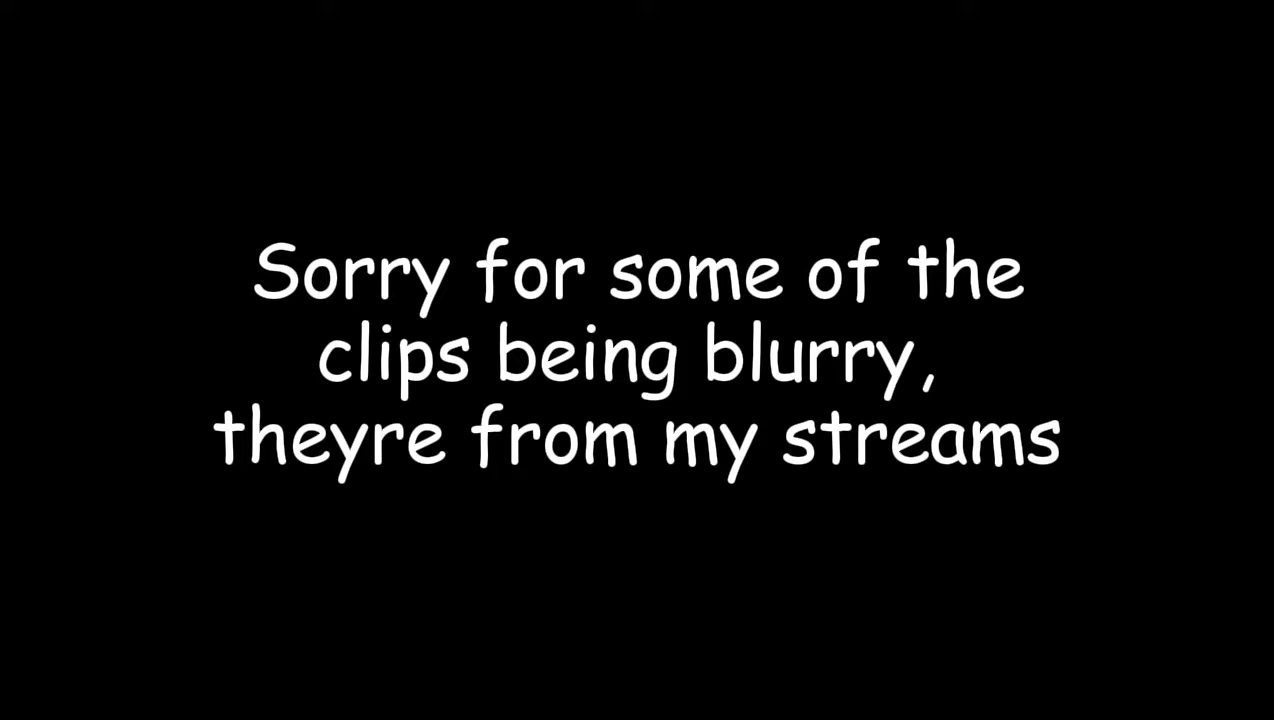 Sorry for some of the
clips being blurry,
theyre from my streams